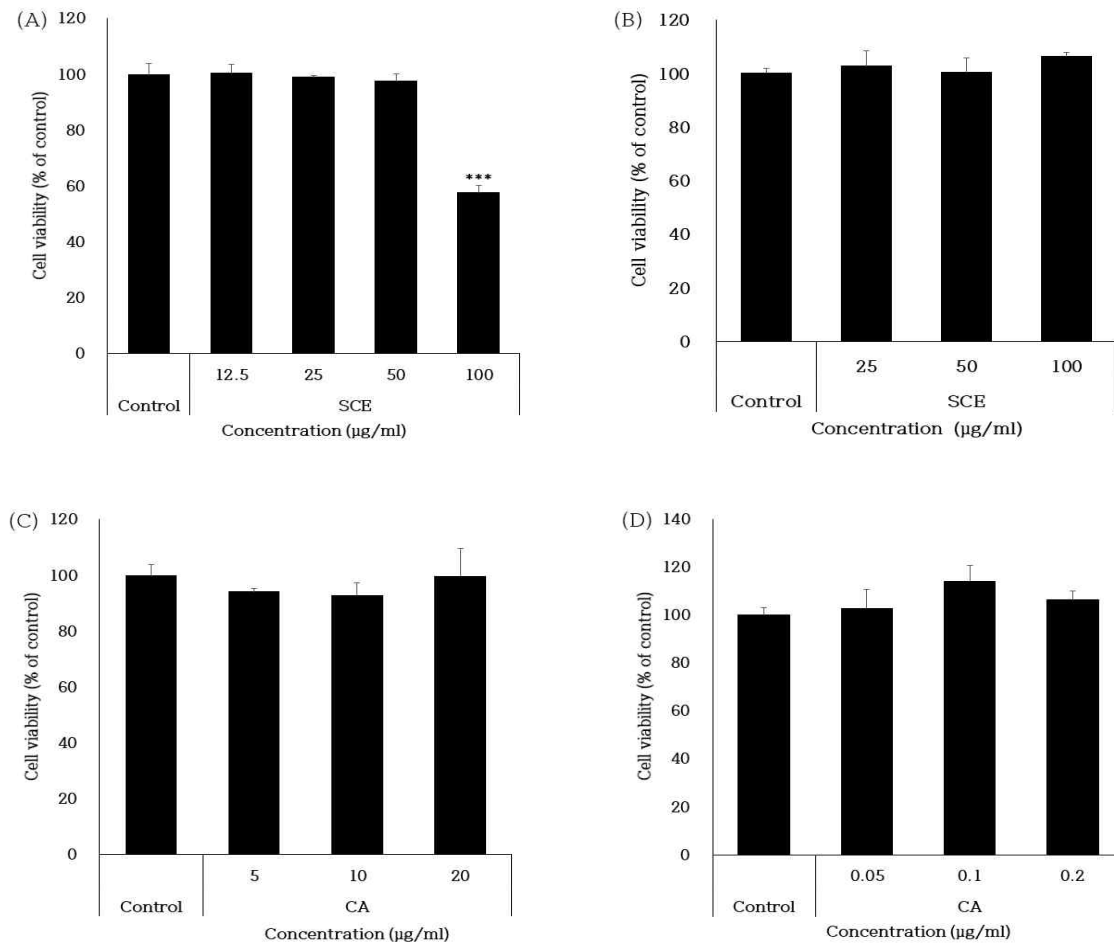 (A)
Cell viability (% of control)
120
100
80
60
40
20
0
***
12.5 25 50 100
Control SCE
Concentration (µg/ml)
(B)
Cell viability (% of control)
120
100
80
60
40
20
0
25 50 100
Control SCE
Concentration (µg/ml)
(C)
Cell viability (% of control)
120
100
80
60
40
20
0
5 10 20
Control CA
Concentration (µg/ml)
(D)
Cell viability (% of control)
140
120
100
80
60
40
20
0
0.05 0.1 0.2
Control CA
Concentration (µg/ml)